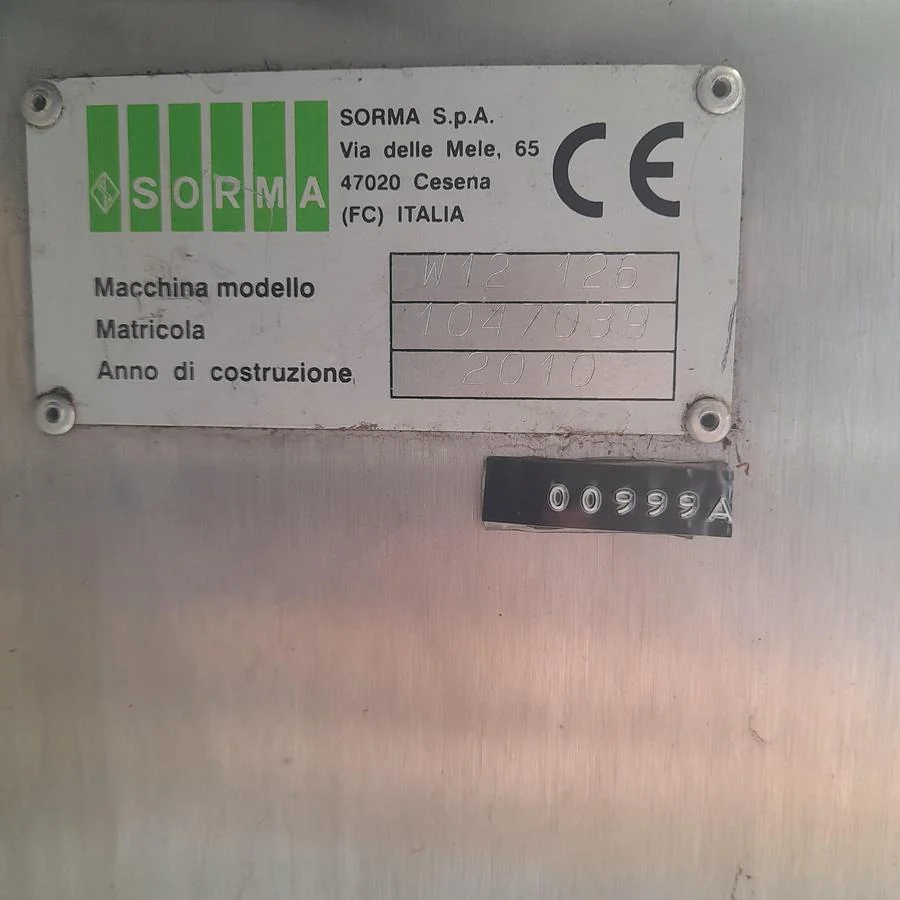 SORMA
SORMA S.p.A.
Via delle Mele, 65
47020 Cesena
(FC) ITALIA
CE
Macchina modello W12 126
Matricola 1047039
Anno di costruzione 2010
00999A